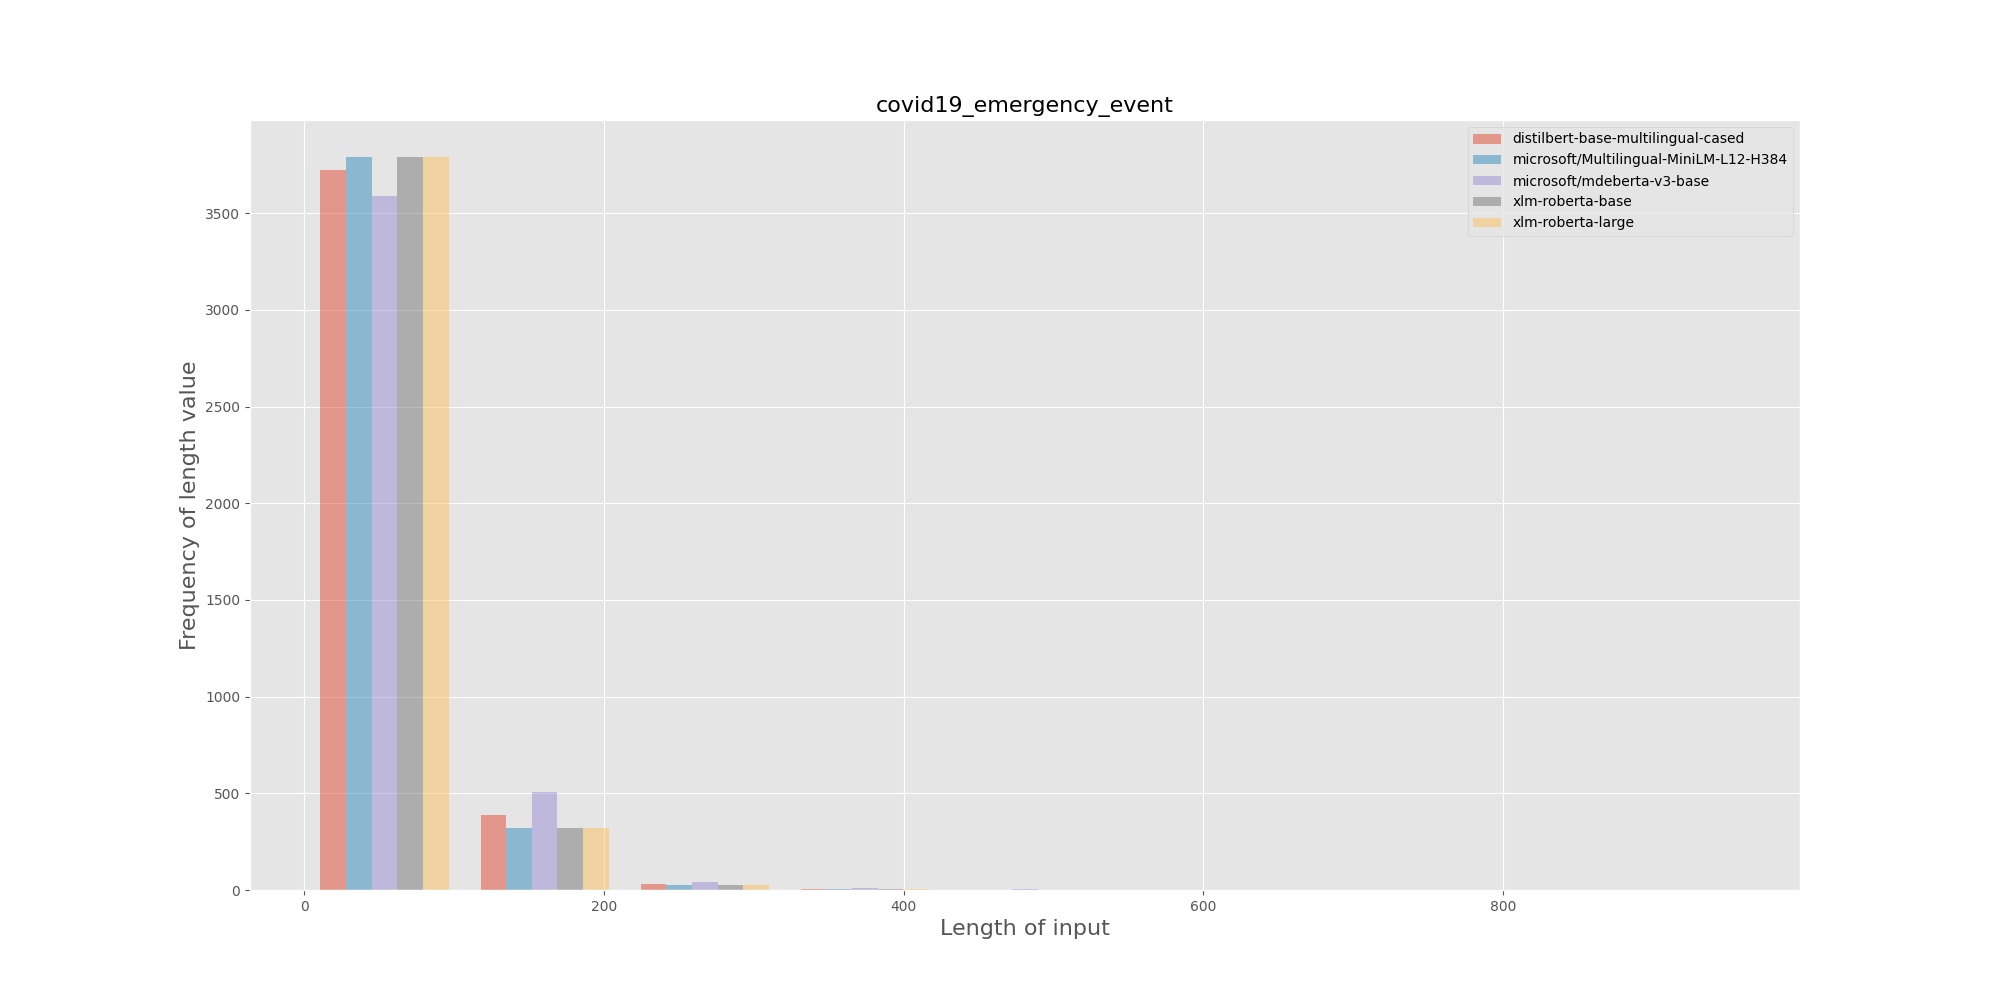 covid19_emergency_event
distilbert-base-multilingual-cased
microsoft/Multilingual-MiniLM-L12-H384
microsoft/mdeberta-v3-base
xlm-roberta-base
xlm-roberta-large
Frequency of length value
3500
3000
2500
2000
1500
1000
500
0
0 200 400 600 800
Length of input